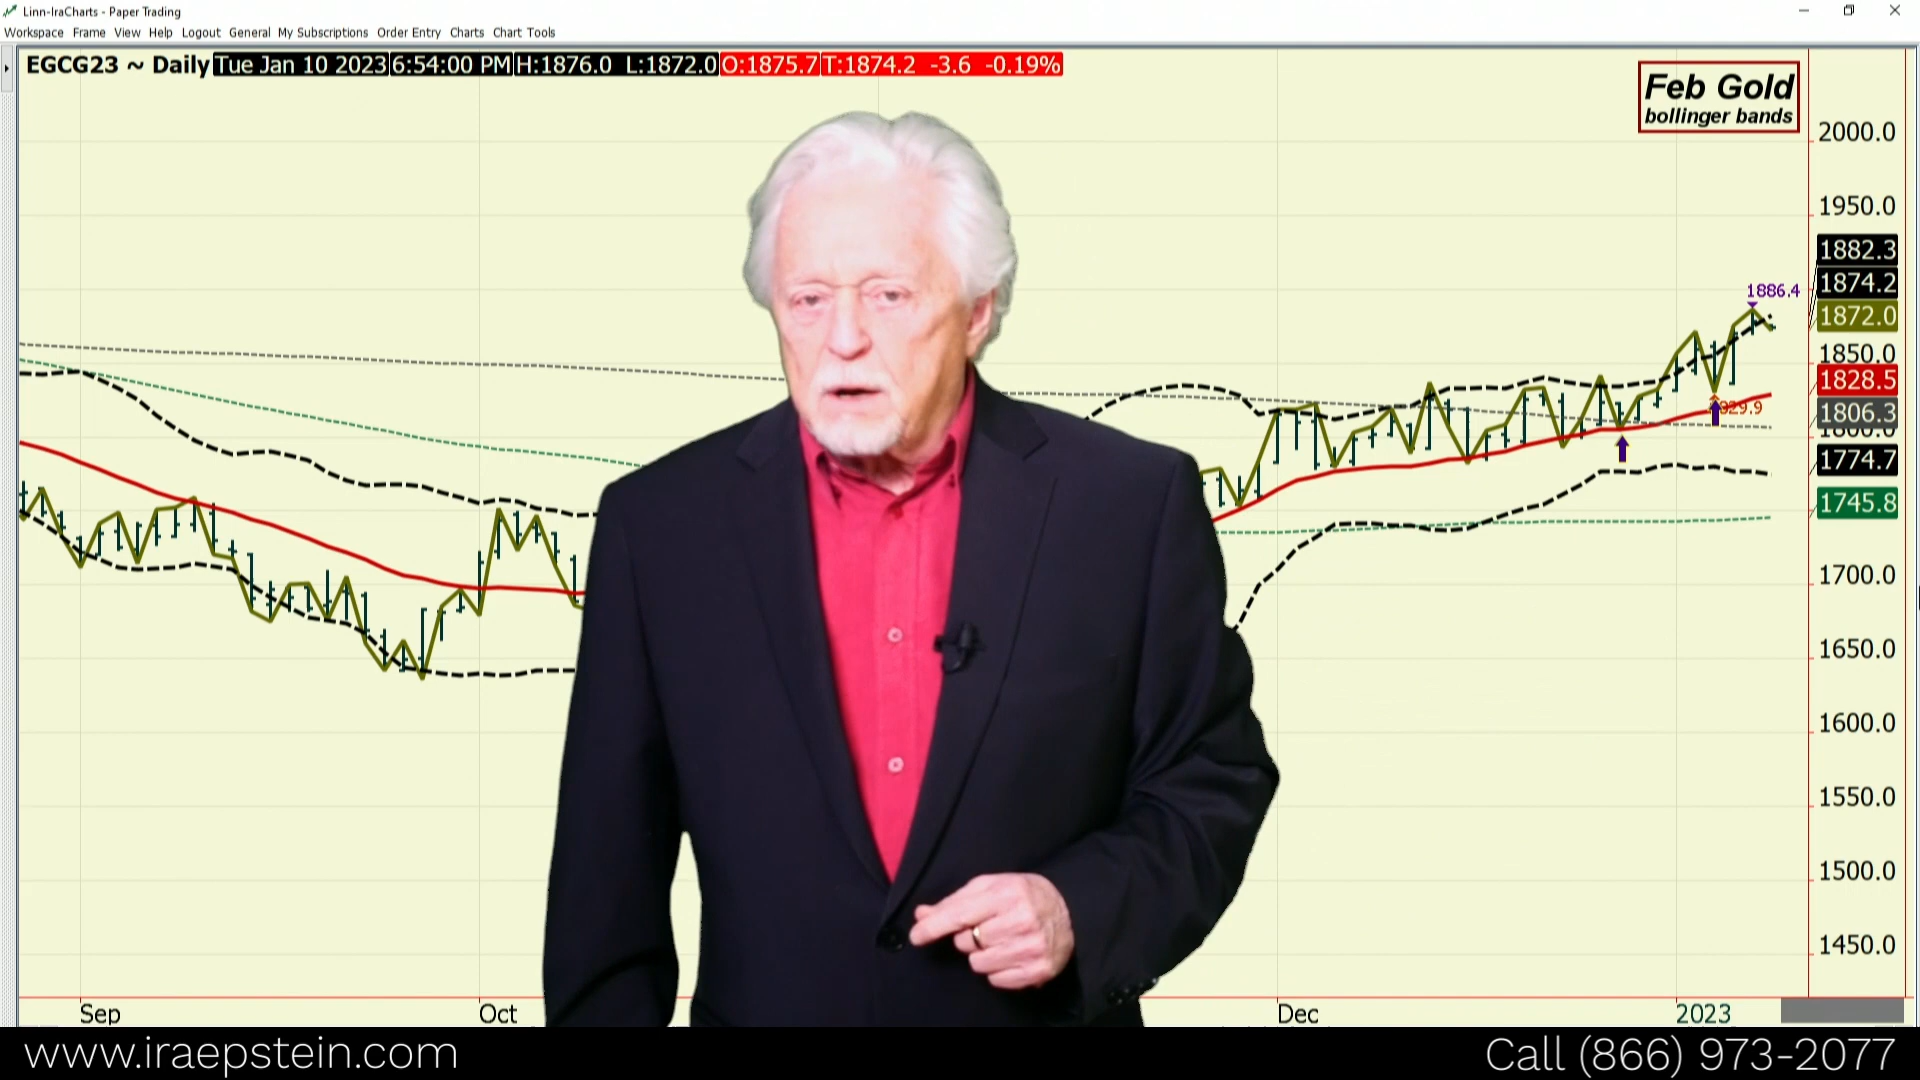 Linn-IraCharts - Paper Trading
Workspace Frame View Help Logout General My Subscriptions Order Entry Charts Chart Tools
EGCG23 ~ Daily Tue Jan 10 2023 6:54:00 PM H:1876.0 L:1872.0 O:1875.7 T:1874.2 -3.6 -0.19%
Feb Gold
bollinger bands
2000.0
1950.0
1882.3
1874.2
1886.4
1872.0
1850.0
1828.5
1806.3
1774.7
1745.8
1700.0
1650.0
1600.0
1550.0
1500.0
1450.0
Sep Oct Dec 2023
www.iraepstein.com Call (866) 973-2077